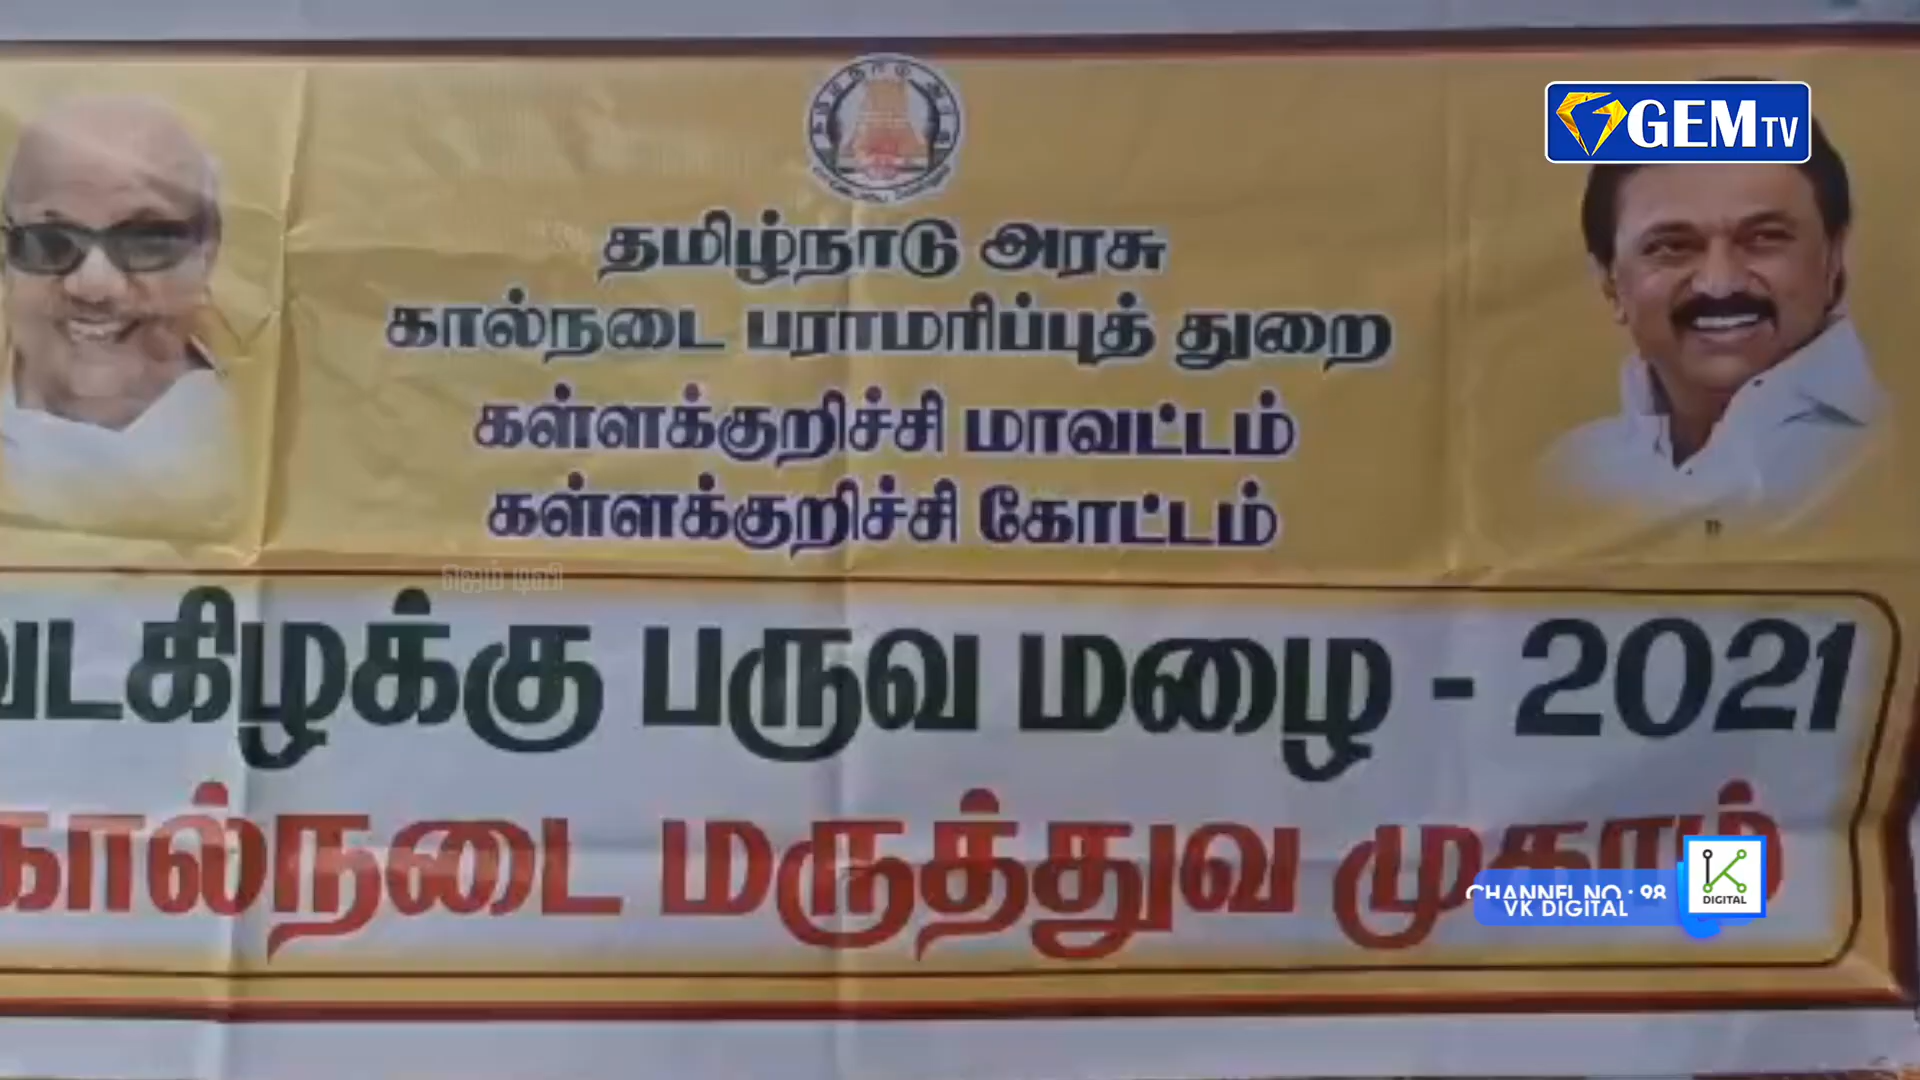 GEM TV
தமிழ்நாடு அரசு
கால்நடை பராமரிப்புத் துறை
கள்ளக்குறிச்சி மாவட்டம்
கள்ளக்குறிச்சி கோட்டம்
ஜெம் டிவி
வடகிழக்கு பருவ மழை - 2021
கால்நடை மருத்துவ முகாம்
CHANNEL NO : 98
VK DIGITAL
DIGITAL